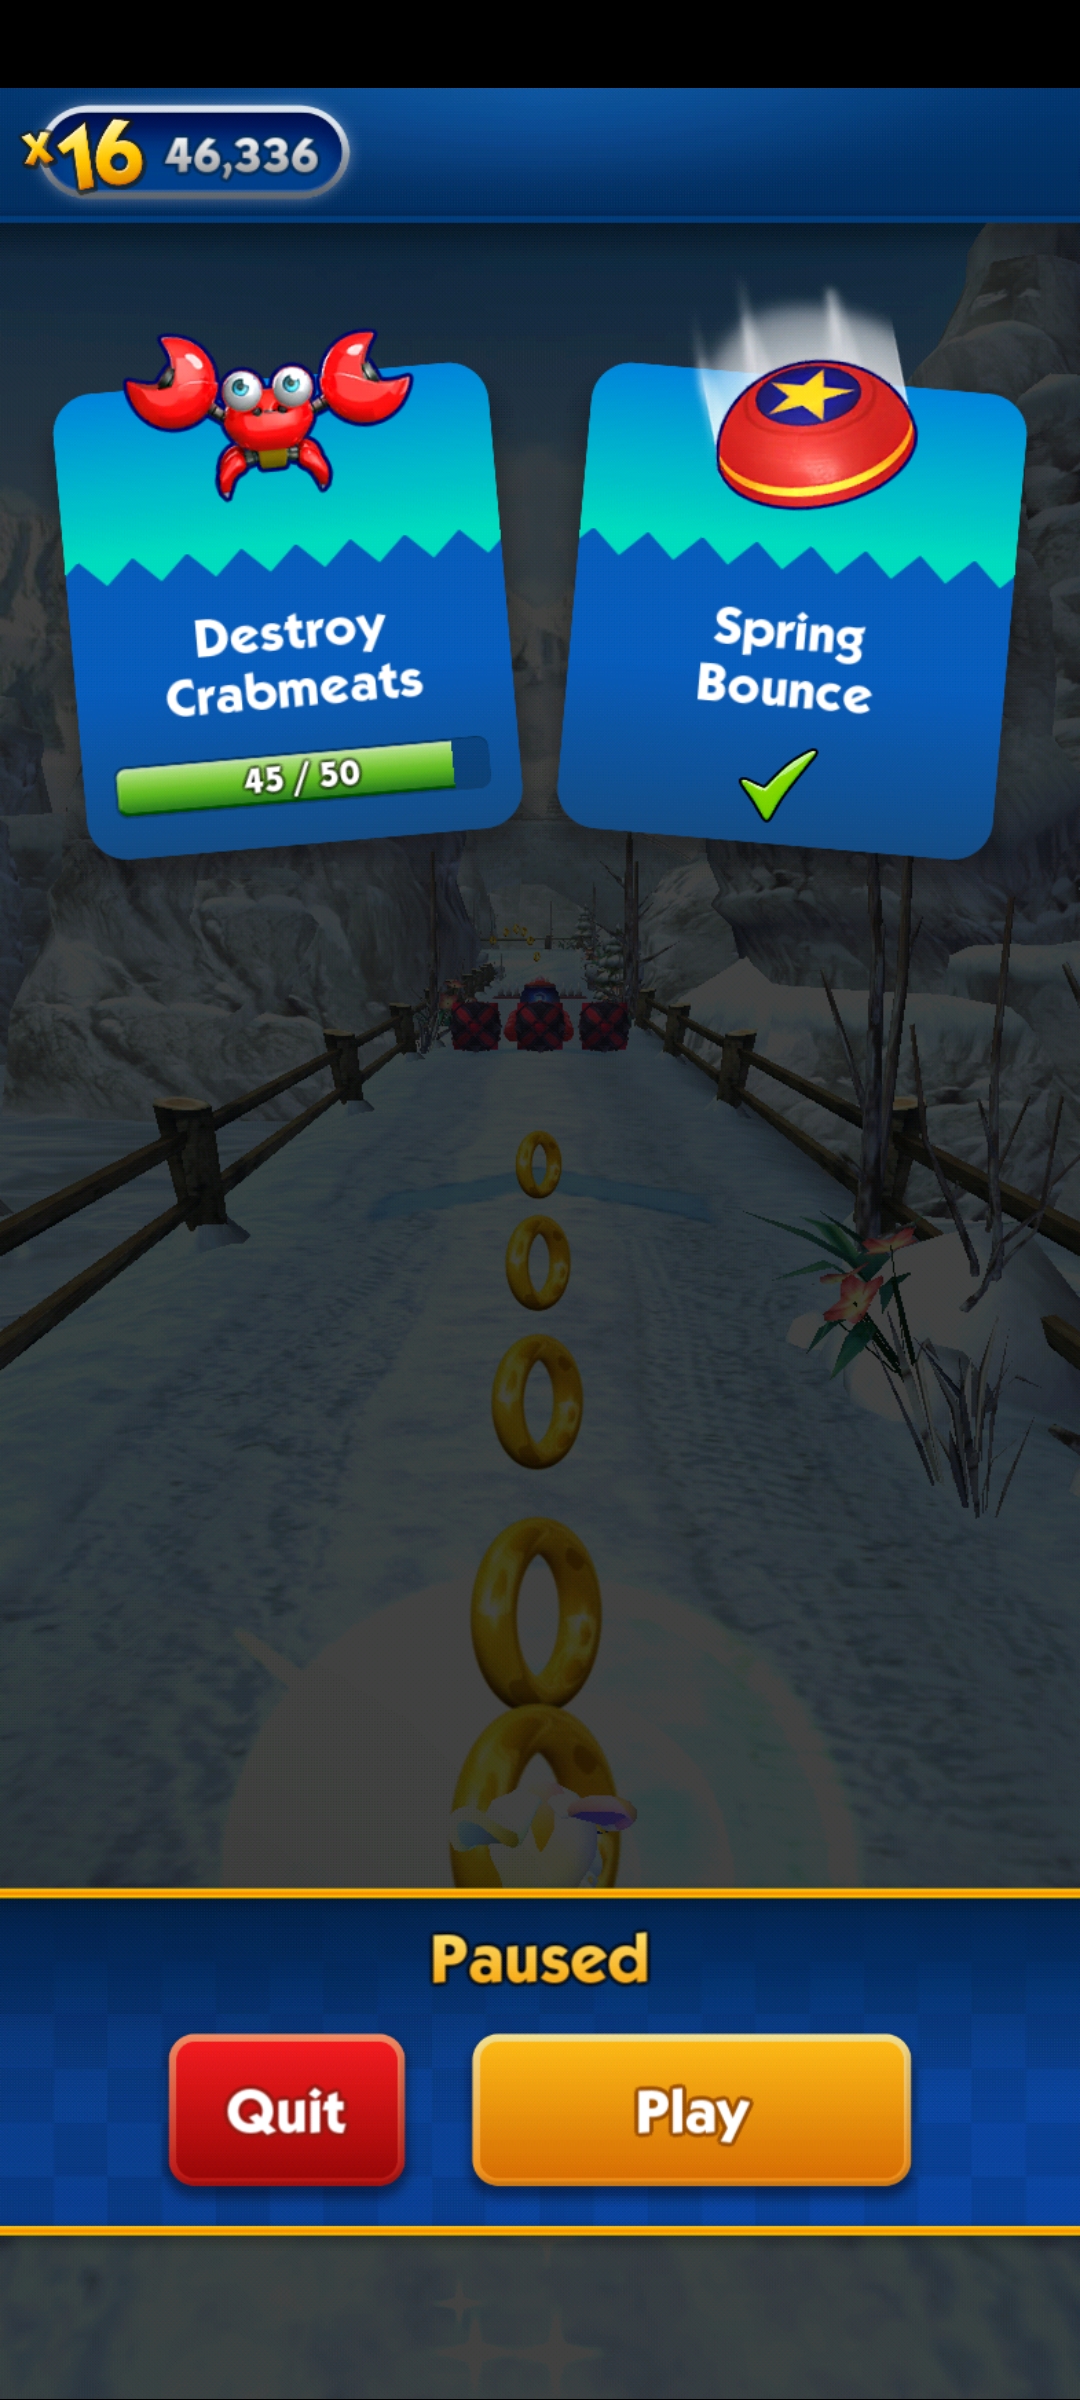 x16 46,336
Destroy
Crabmeats
45 / 50
Spring
Bounce
Paused
Quit
Play